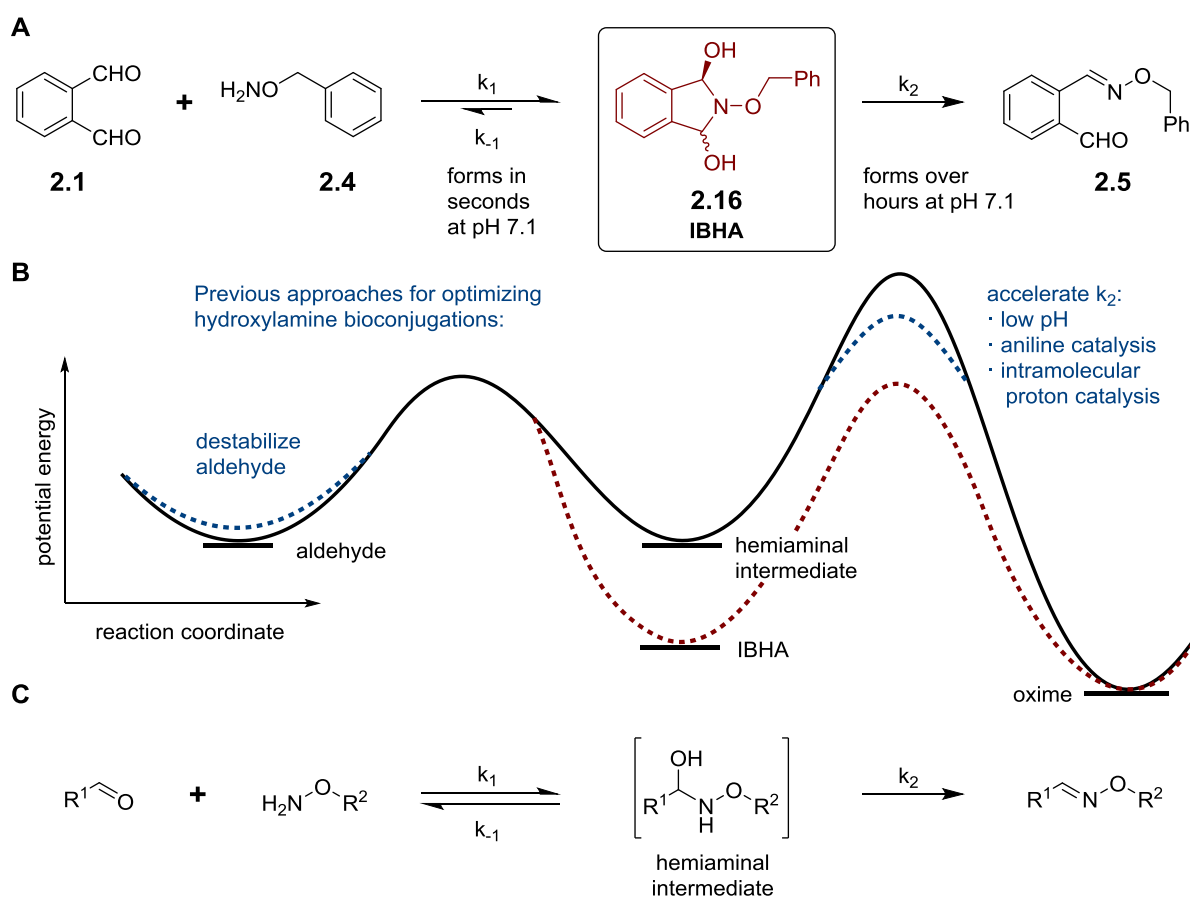 A
CHO
CHO
2.1
+
H2N
O
2.4
k1
k-1
forms in
seconds
at pH 7.1
OH
N
O
Ph
OH
2.16
IBHA
k2
forms over
hours at pH 7.1
N
O
Ph
CHO
2.5
B
Previous approaches for optimizing
hydroxylamine bioconjugations:
accelerate k2:
· low pH
· aniline catalysis
· intramolecular
proton catalysis
potential energy
destabilize
aldehyde
aldehyde
hemiaminal
intermediate
reaction coordinate
IBHA
oxime
C
R1
O
+
H2N
O
R2
k1
k-1
OH
R1
N
H
O
R2
hemiaminal
intermediate
k2
R1
N
O
R2